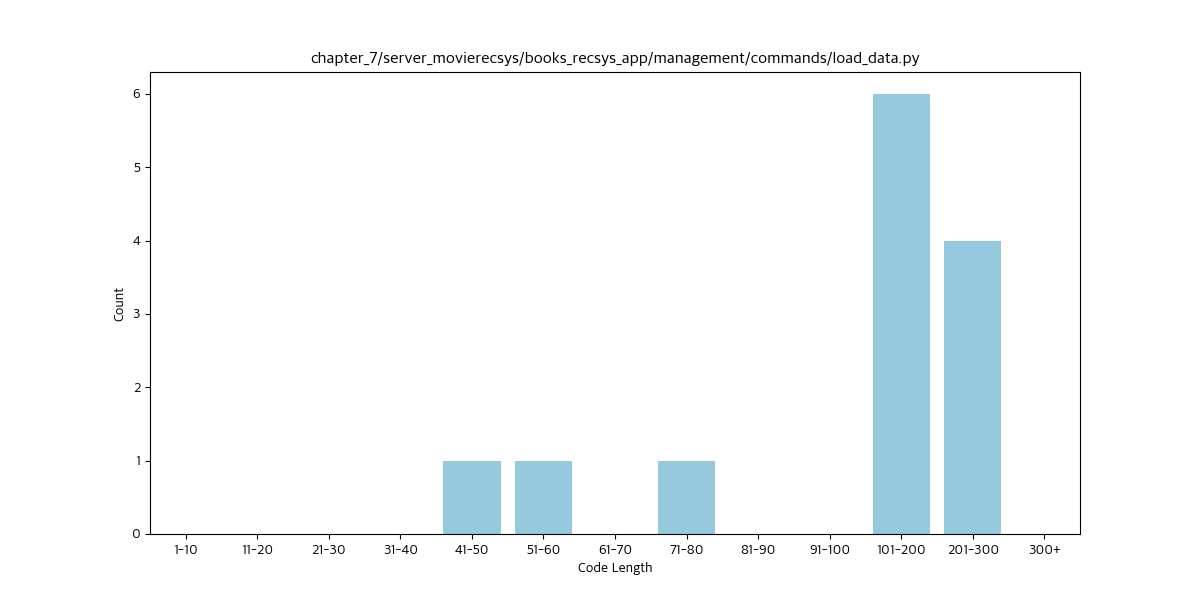 chapter_7/server_movierecsys/books_recsys_app/management/commands/load_data.py
6
5
4
3
2
1
0
Count
1-10 11-20 21-30 31-40 41-50 51-60 61-70 71-80 81-90 91-100 101-200 201-300 300+
Code Length